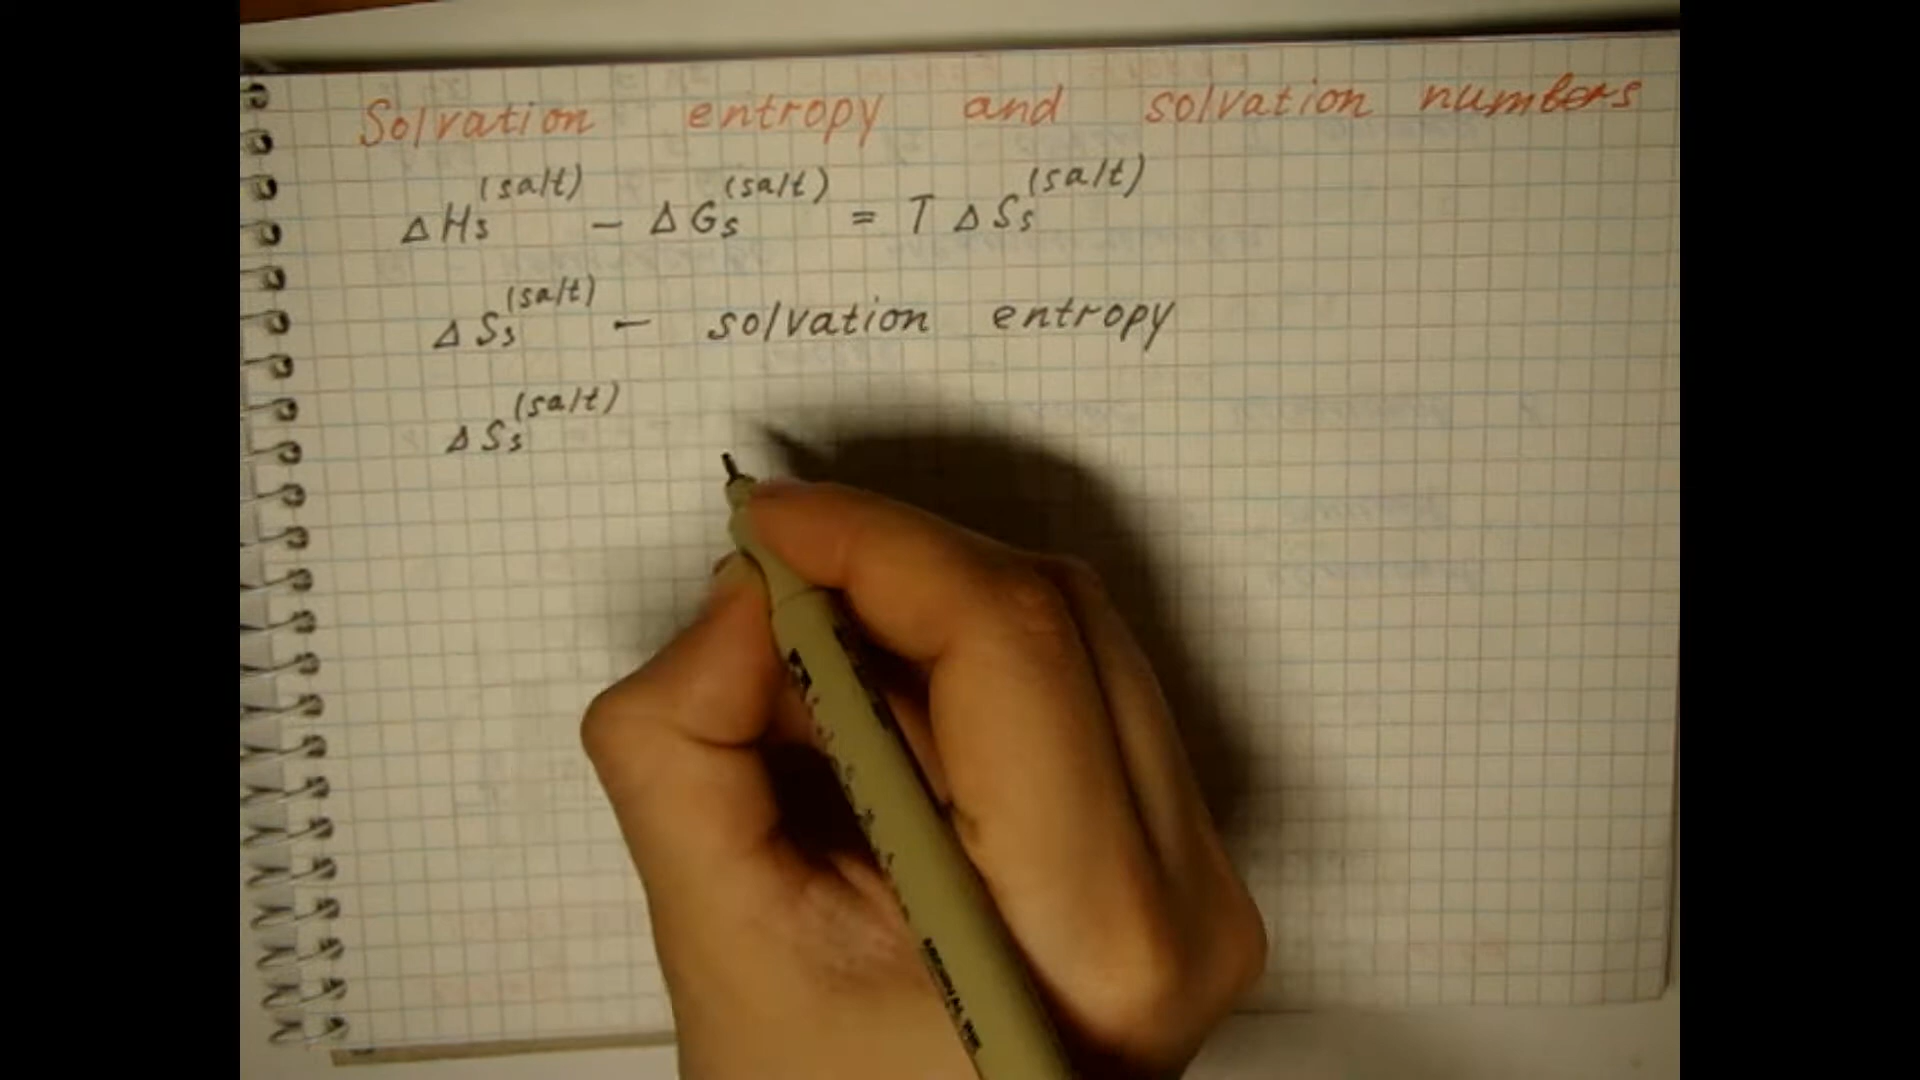 Solvation entropy and solvation numbers
ΔHs(salt) – ΔGs(salt) = TΔSs(salt)
ΔSs(salt) – solvation entropy
ΔSs(salt)